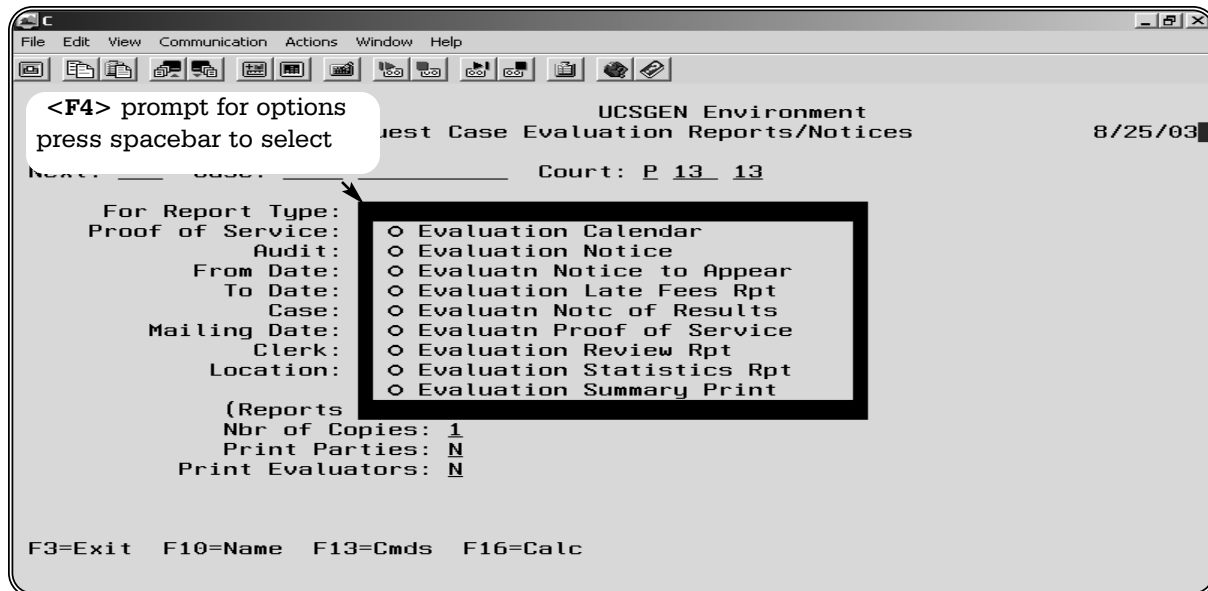 C
File Edit View Communication Actions Window Help
<F4> prompt for options
press spacebar to select
UCSGEN Environment
uest Case Evaluation Reports/Notices 8/25/03
Court: P 13 13
For Report Type:
Proof of Service: o Evaluation Calendar
Audit: o Evaluation Notice
From Date: o Evaluatn Notice to Appear
To Date: o Evaluation Late Fees Rpt
Case: o Evaluatn Notc of Results
Mailing Date: o Evaluatn Proof of Service
Clerk: o Evaluation Review Rpt
Location: o Evaluation Statistics Rpt
o Evaluation Summary Print
(Reports
Nbr of Copies: 1
Print Parties: N
Print Evaluators: N
F3=Exit F10=Name F13=Cmds F16=Calc